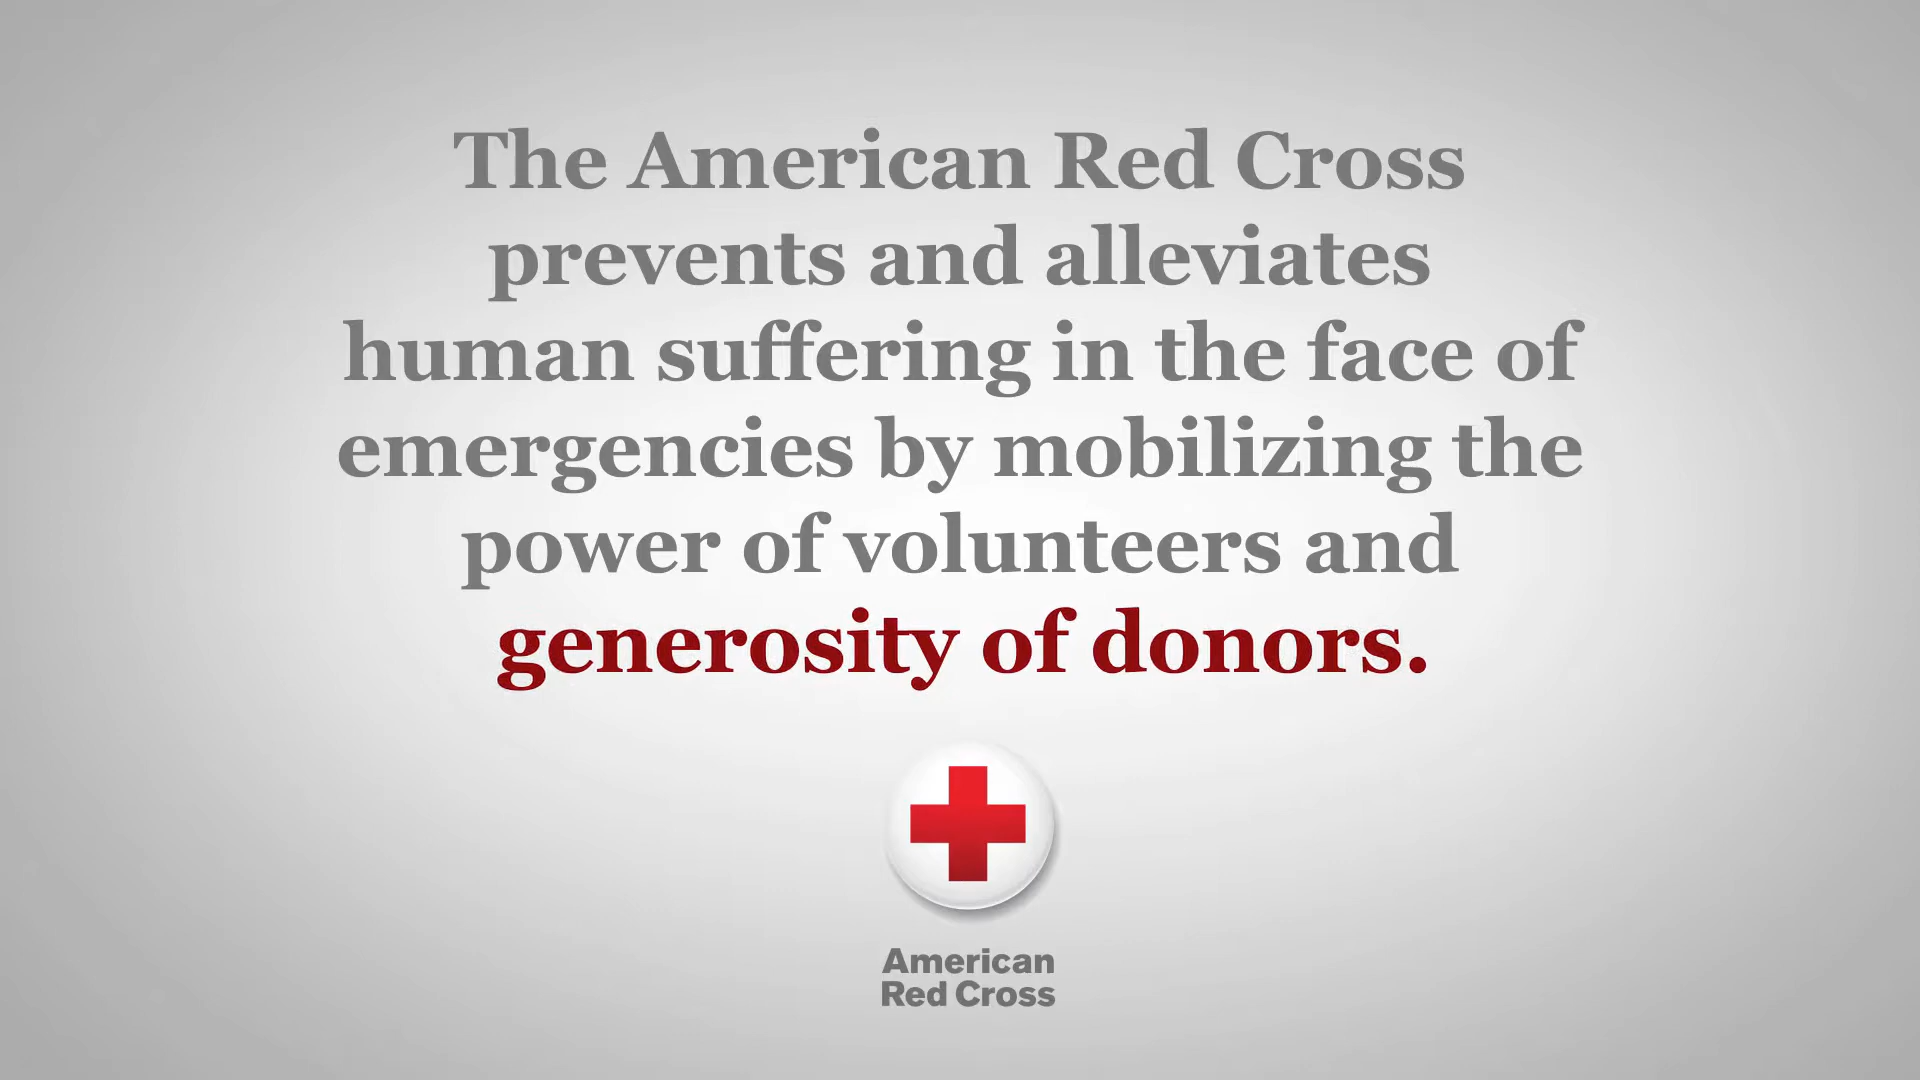 The American Red Cross
prevents and alleviates
human suffering in the face of
emergencies by mobilizing the
power of volunteers and
generosity of donors.
American
Red Cross